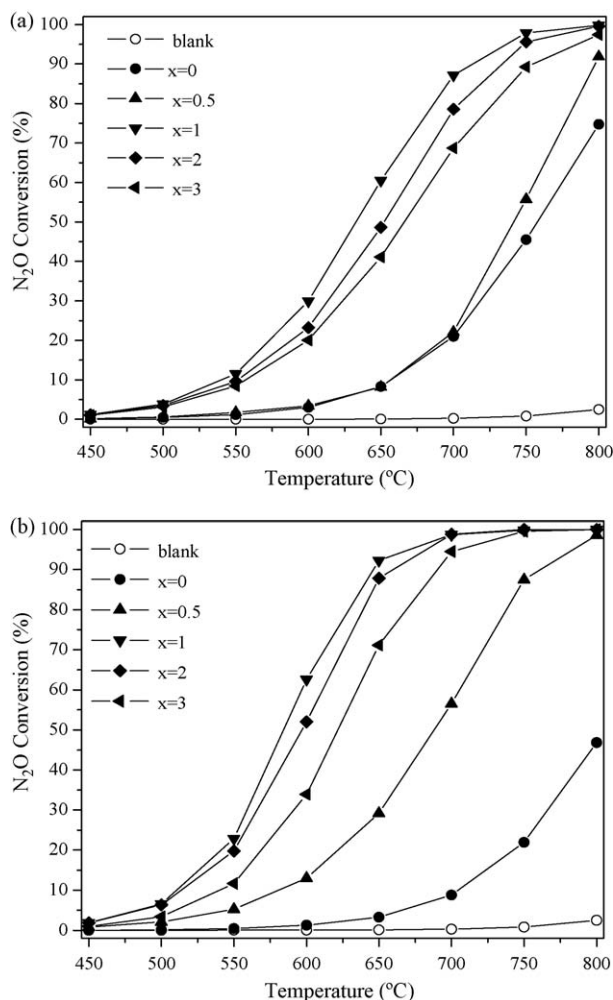 (a)
100
90
80
70
60
50
40
30
20
10
0
N₂O Conversion (%)
blank
x=0
x=0.5
x=1
x=2
x=3
450 500 550 600 650 700 750 800
Temperature (ºC)
(b)
100
90
80
70
60
50
40
30
20
10
0
N₂O Conversion (%)
blank
x=0
x=0.5
x=1
x=2
x=3
450 500 550 600 650 700 750 800
Temperature (ºC)